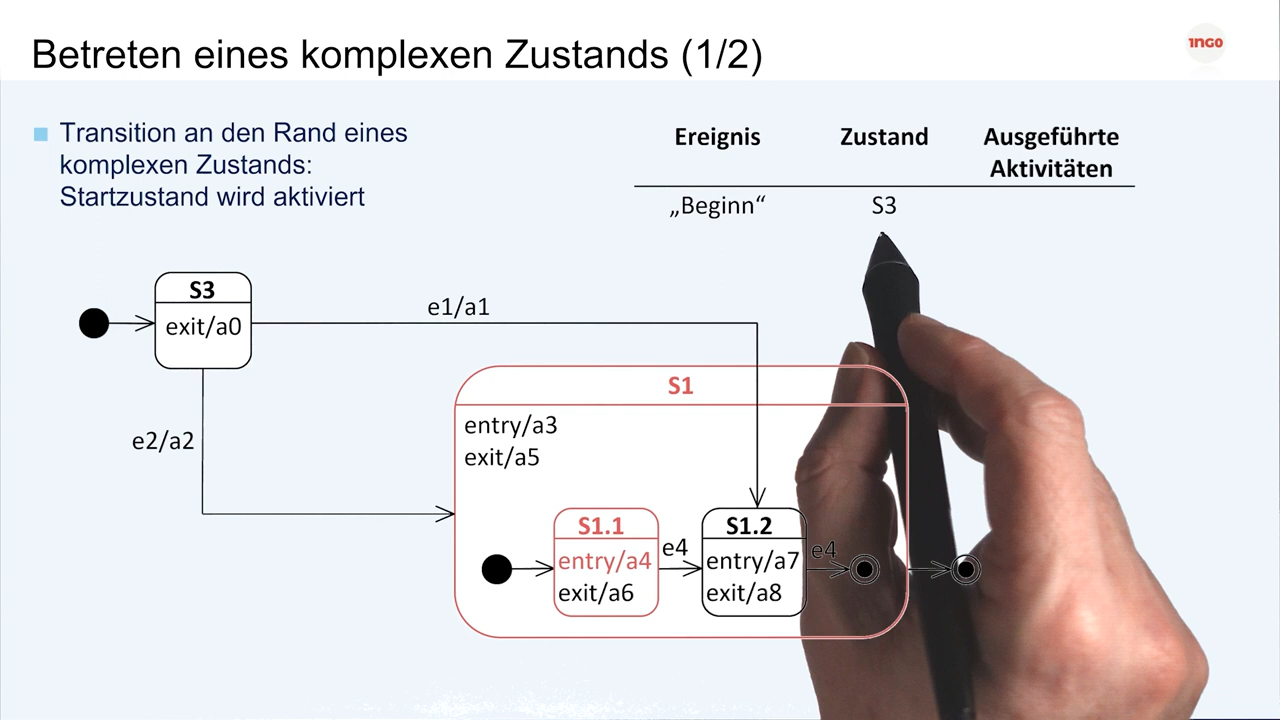 Betreten eines komplexen Zustands (1/2)
1NGO
Transition an den Rand eines
komplexen Zustands:
Startzustand wird aktiviert
Ereignis
Zustand
Ausgeführte
Aktivitäten
„Beginn“
S3
S3
exit/a0
e1/a1
e2/a2
S1
entry/a3
exit/a5
S1.1
entry/a4
exit/a6
e4
S1.2
entry/a7
exit/a8
e4